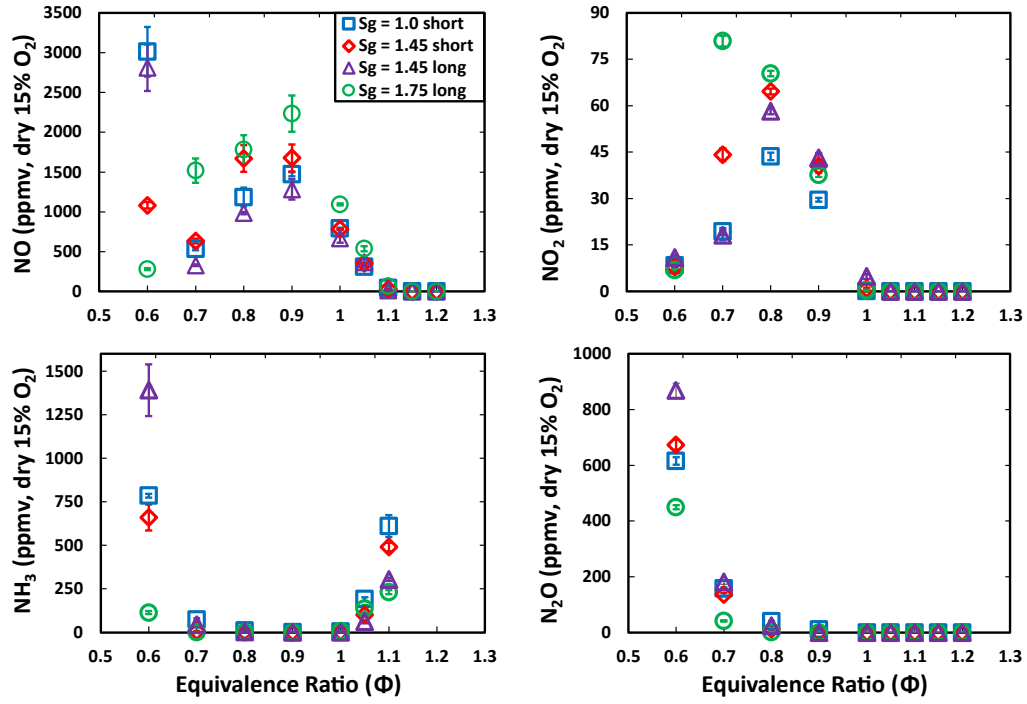 NO (ppmv, dry 15% O₂)
3000
2500
2000
1500
1000
500
0
0.5 0.6 0.7 0.8 0.9 1 1.1 1.2 1.3
Sg = 1.0 short
Sg = 1.45 short
Sg = 1.45 long
Sg = 1.75 long
NO₂ (ppmv, dry 15% O₂)
90
75
60
45
30
15
0
0.5 0.6 0.7 0.8 0.9 1 1.1 1.2 1.3
NH₃ (ppmv, dry 15% O₂)
1500
1250
1000
750
500
250
0
0.5 0.6 0.7 0.8 0.9 1 1.1 1.2 1.3
Equivalence Ratio (Φ)
N₂O (ppmv, dry 15% O₂)
1000
800
600
400
200
0
0.5 0.6 0.7 0.8 0.9 1 1.1 1.2 1.3
Equivalence Ratio (Φ)